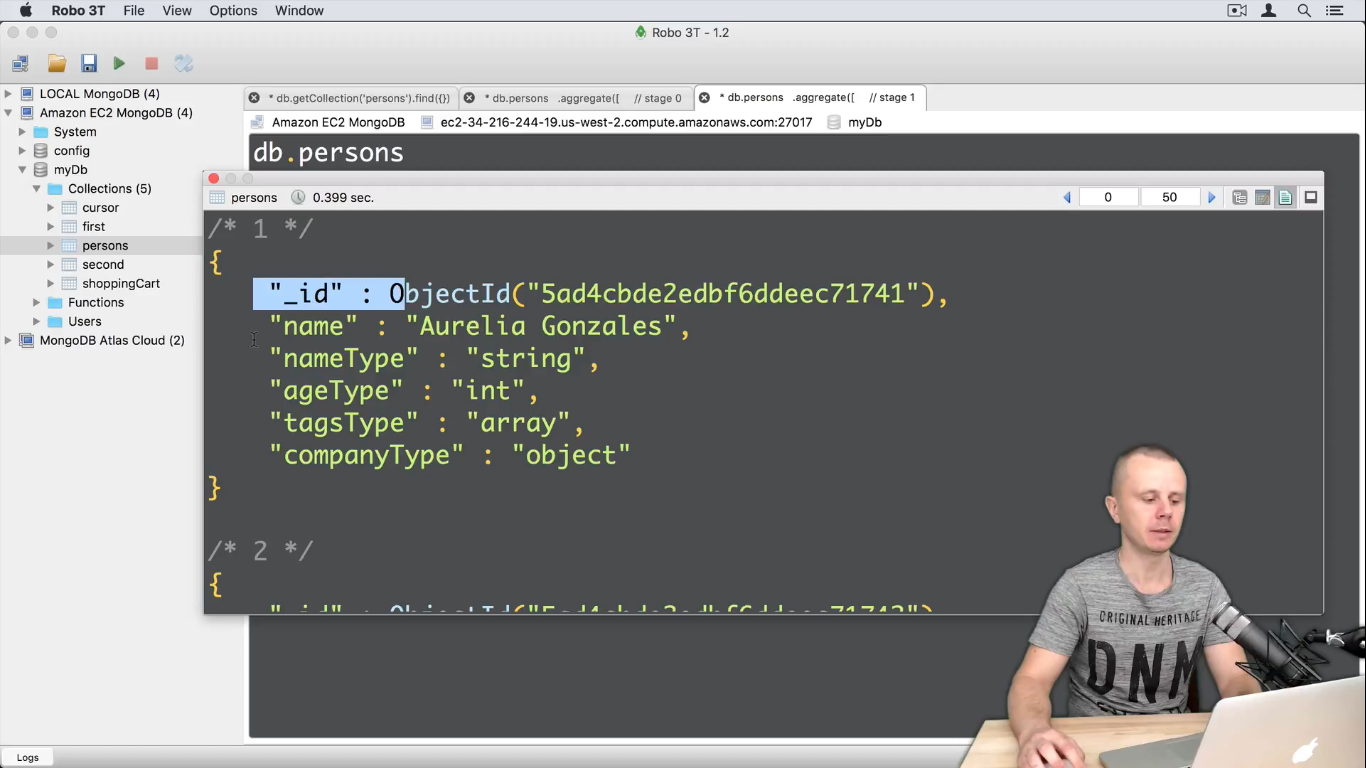 Robo 3T File View Options Window
Robo 3T - 1.2
LOCAL MongoDB (4)
Amazon EC2 MongoDB (4)
System
config
myDb
Collections (5)
cursor
first
persons
second
shoppingCart
Functions
Users
MongoDB Atlas Cloud (2)
* db.getCollection('persons').find({})
* db.persons .aggregate([ // stage 0
* db.persons .aggregate([ // stage 1
Amazon EC2 MongoDB ec2-34-216-244-19.us-west-2.compute.amazonaws.com:27017 myDb
db.persons
persons 0.399 sec. 0 50
/* 1 */
{
"_id" : ObjectId("5ad4cbde2edbf6ddeec71741"),
"name" : "Aurelia Gonzales",
"nameType" : "string",
"ageType" : "int",
"tagsType" : "array",
"companyType" : "object"
}
/* 2 */
{
"_id" : ObjectId("5ad4cbde2edbf6ddeec71742")
ORIGINAL HERITAGE
DNM
Logs